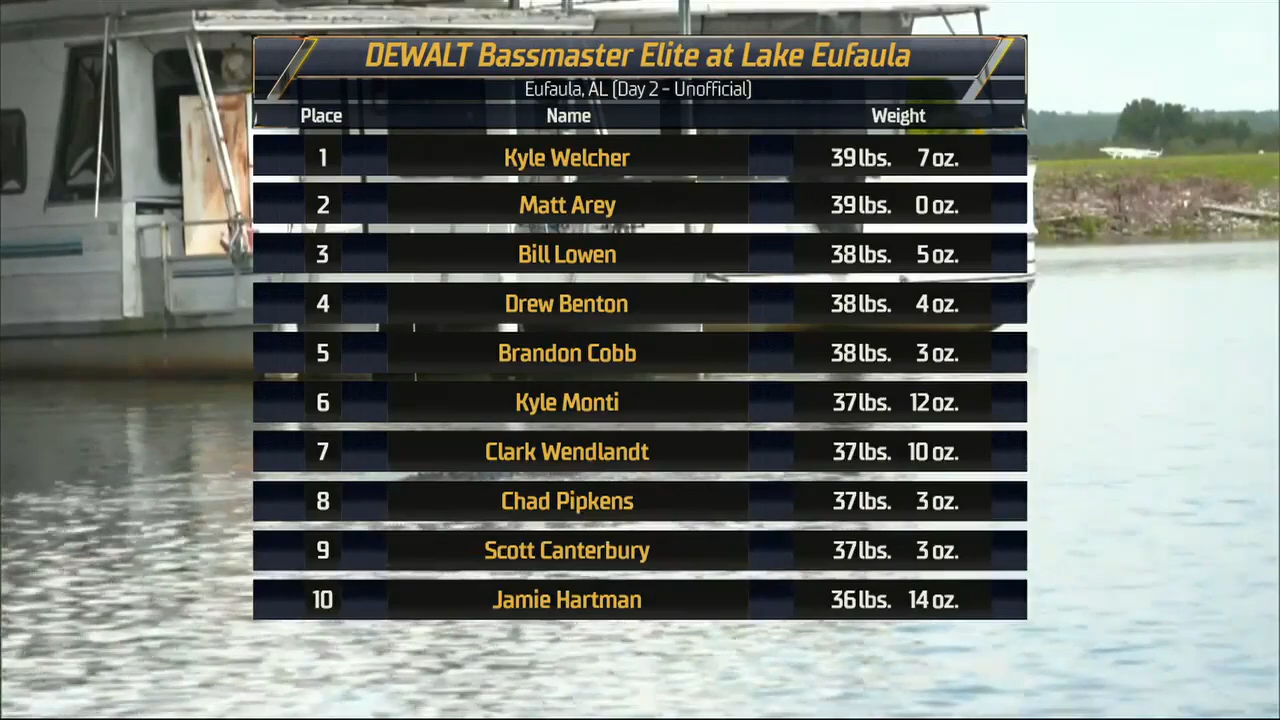 DEWALT Bassmaster Elite at Lake Eufaula
Eufaula, AL (Day 2 - Unofficial)
Place Name Weight
1 Kyle Welcher 39 lbs. 7 oz.
2 Matt Arey 39 lbs. 0 oz.
3 Bill Lowen 38 lbs. 5 oz.
4 Drew Benton 38 lbs. 4 oz.
5 Brandon Cobb 38 lbs. 3 oz.
6 Kyle Monti 37 lbs. 12 oz.
7 Clark Wendlandt 37 lbs. 10 oz.
8 Chad Pipkens 37 lbs. 3 oz.
9 Scott Canterbury 37 lbs. 3 oz.
10 Jamie Hartman 36 lbs. 14 oz.